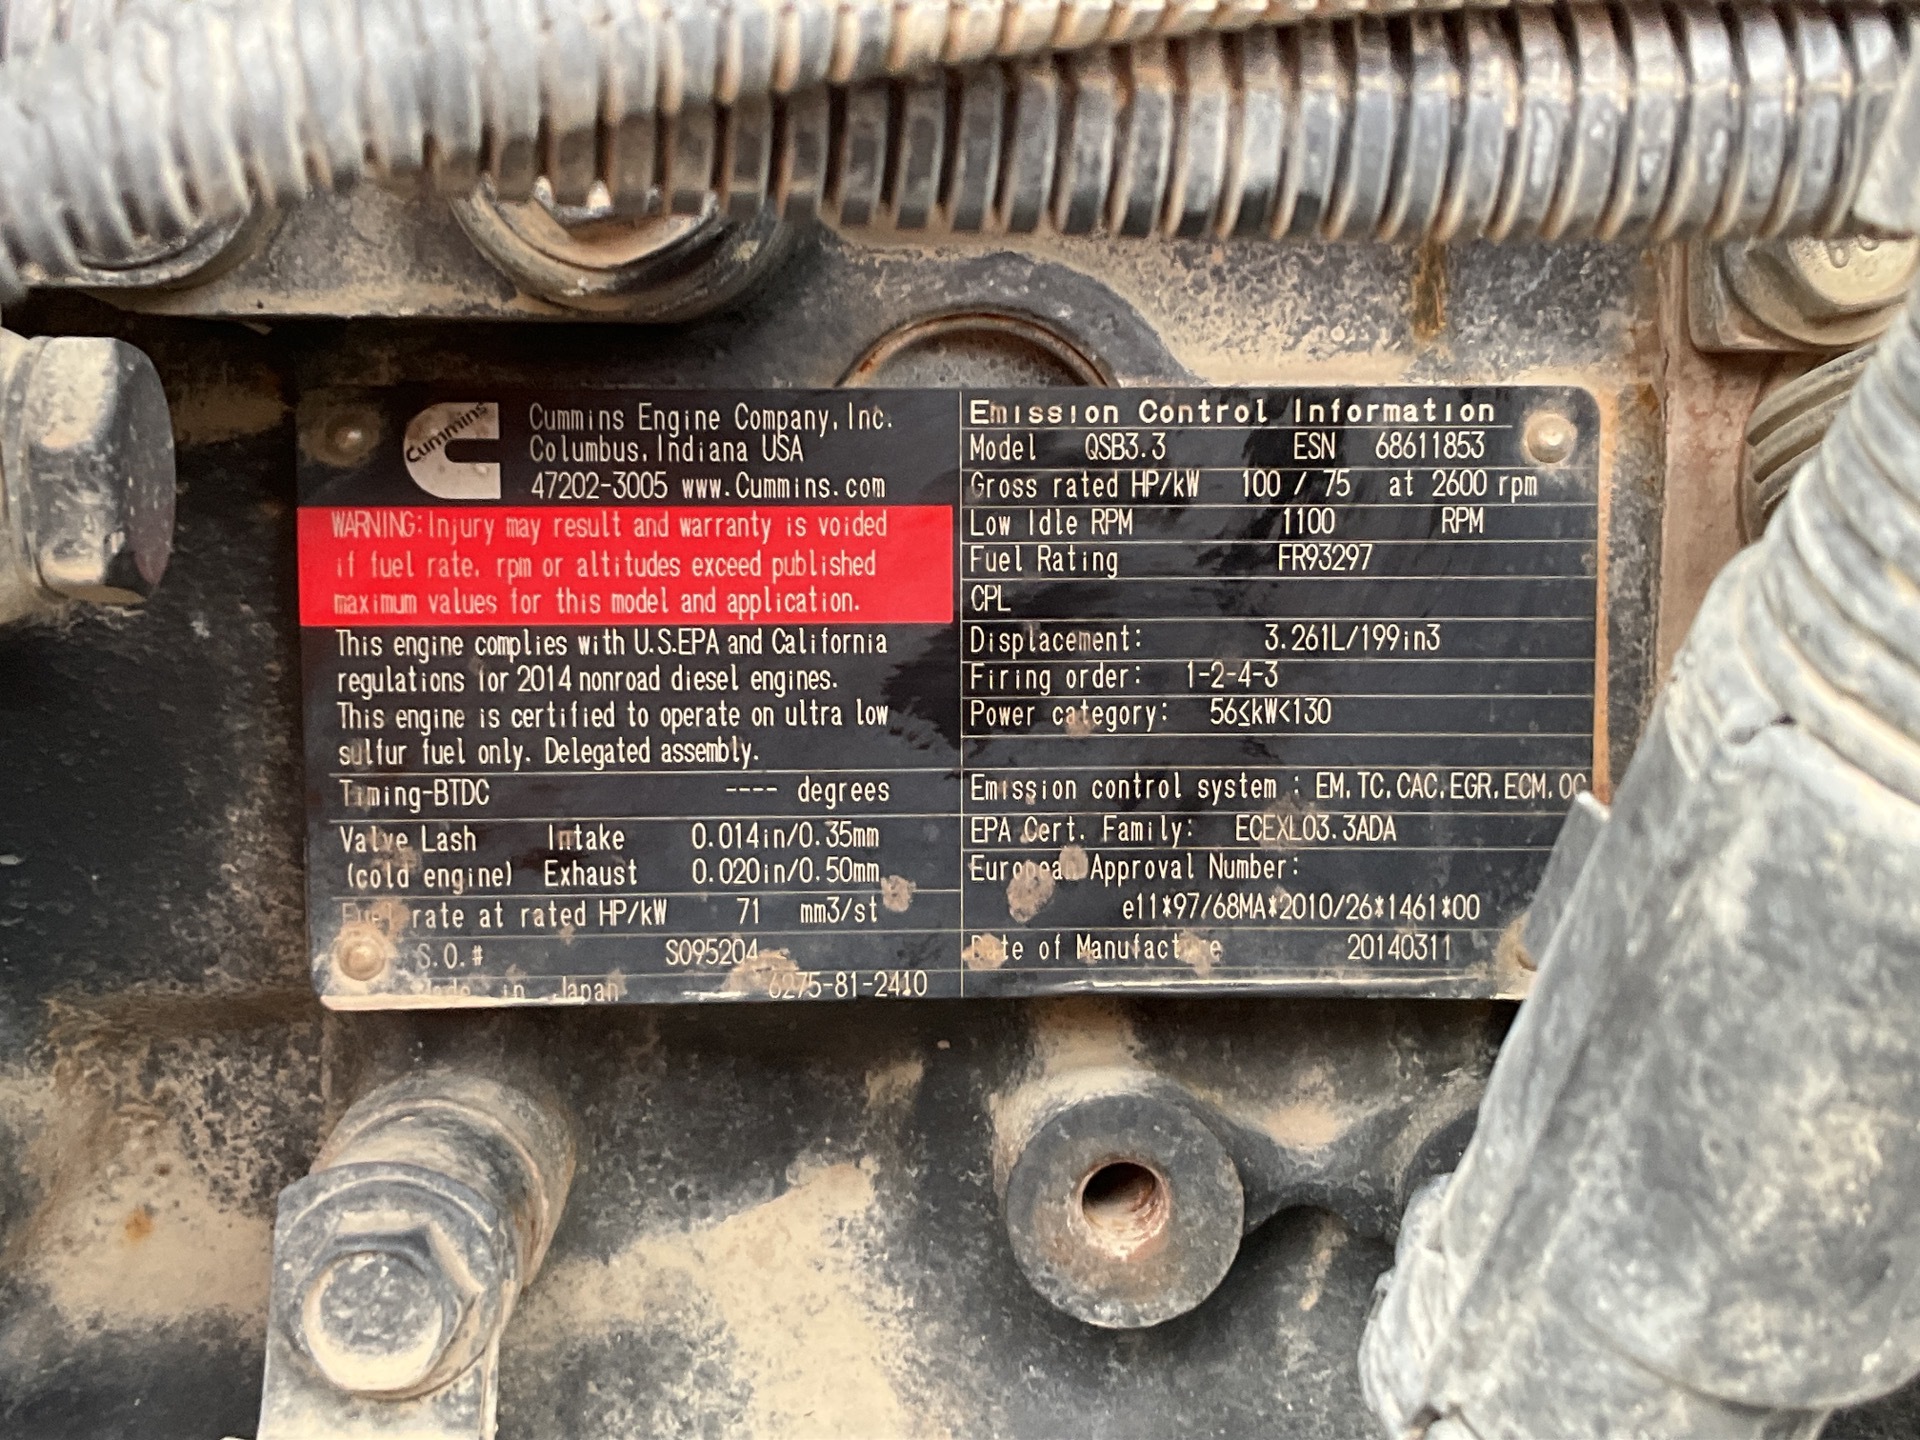 Cummins
Cummins Engine Company, Inc.
Columbus, Indiana USA
47202-3005 www.Cummins.com
WARNING: Injury may result and warranty is voided
if fuel rate, rpm or altitudes exceed published
maximum values for this model and application.
This engine complies with U.S.EPA and California
regulations for 2014 nonroad diesel engines.
This engine is certified to operate on ultra low
sulfur fuel only. Delegated assembly.
Timing-BTDC ---- degrees
Valve Lash Intake 0.014in/0.35mm
(cold engine) Exhaust 0.020in/0.50mm
Fuel rate at rated HP/kW 71 mm3/st
S.O.# SO95204
Made in Japan 6275-81-2410
Emission Control Information
Model QSB3.3 ESN 68611853
Gross rated HP/kW 100 / 75 at 2600 rpm
Low Idle RPM 1100 RPM
Fuel Rating FR93297
CPL
Displacement: 3.261L/199in3
Firing order: 1-2-4-3
Power category: 56≤kW<130
Emission control system : EM, TC, CAC, EGR, ECM, OC
EPA Cert. Family: ECEXL03.3ADA
European Approval Number:
e11*97/68MA*2010/26*1461*00
Date of Manufacture 20140311